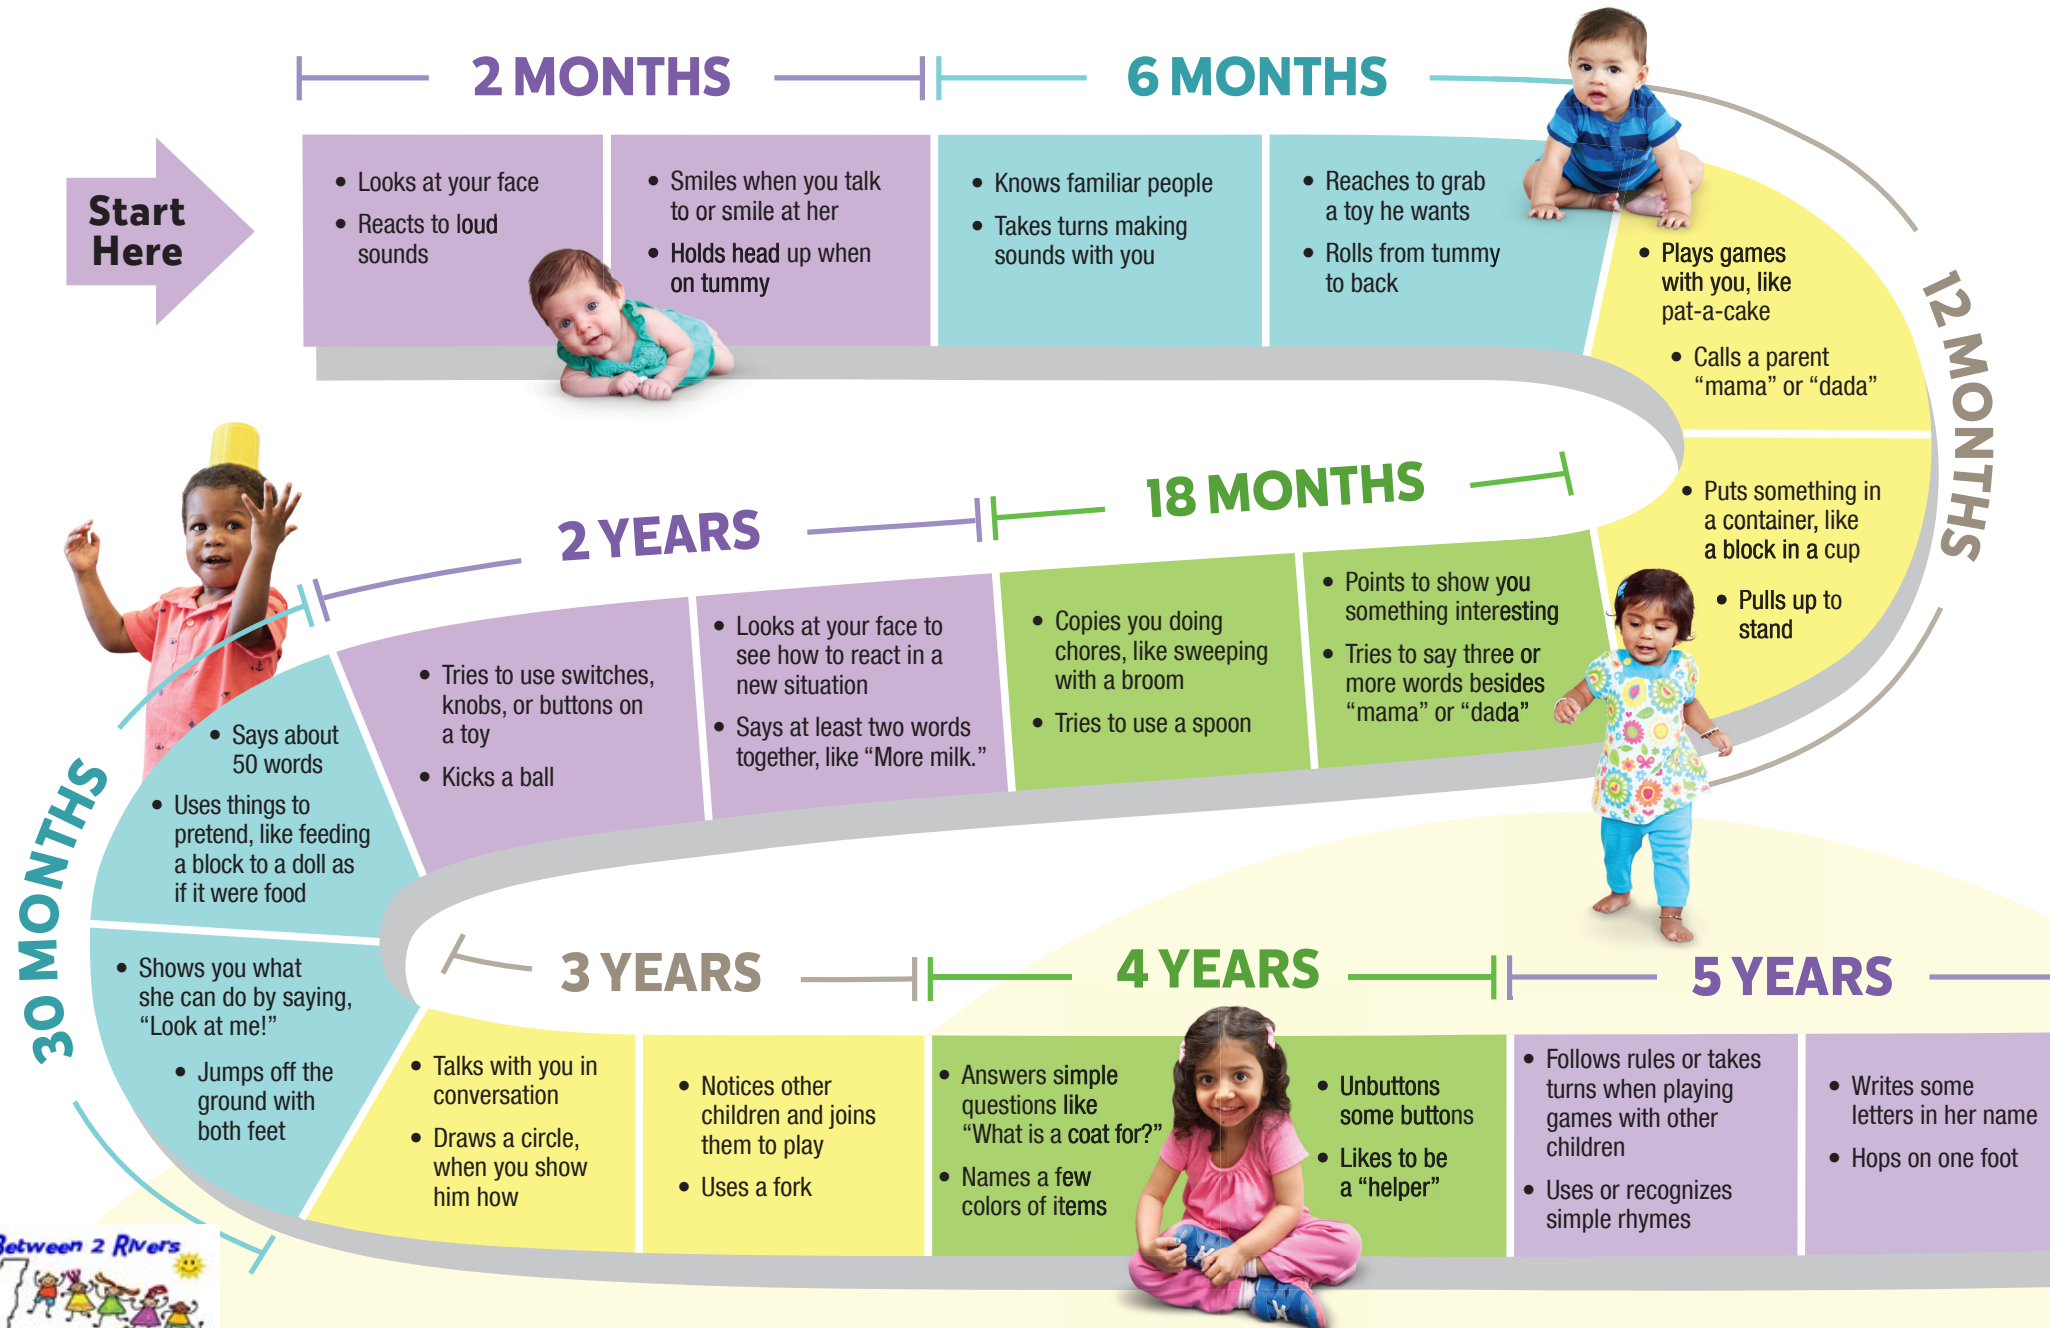 2 MONTHS
6 MONTHS
Start
Here
• Looks at your face
• Reacts to loud
sounds
• Smiles when you talk
to or smile at her
• Holds head up when
on tummy
• Knows familiar people
• Takes turns making
sounds with you
• Reaches to grab
a toy he wants
• Rolls from tummy
to back
12 MONTHS
• Plays games
with you, like
pat-a-cake
• Calls a parent
“mama” or “dada”
• Puts something in
a container, like
a block in a cup
• Pulls up to
stand
18 MONTHS
• Points to show you
something interesting
• Tries to say three or
more words besides
“mama” or “dada”
• Copies you doing
chores, like sweeping
with a broom
• Tries to use a spoon
2 YEARS
• Looks at your face to
see how to react in a
new situation
• Says at least two words
together, like “More milk.”
• Tries to use switches,
knobs, or buttons on
a toy
• Kicks a ball
30 MONTHS
• Says about
50 words
• Uses things to
pretend, like feeding
a block to a doll as
if it were food
• Shows you what
she can do by saying,
“Look at me!”
• Jumps off the
ground with
both feet
3 YEARS
• Talks with you in
conversation
• Draws a circle,
when you show
him how
• Notices other
children and joins
them to play
• Uses a fork
4 YEARS
• Answers simple
questions like
“What is a coat for?”
• Names a few
colors of items
• Unbuttons
some buttons
• Likes to be
a “helper”
5 YEARS
• Follows rules or takes
turns when playing
games with other
children
• Uses or recognizes
simple rhymes
• Writes some
letters in her name
• Hops on one foot
Between 2 Rivers